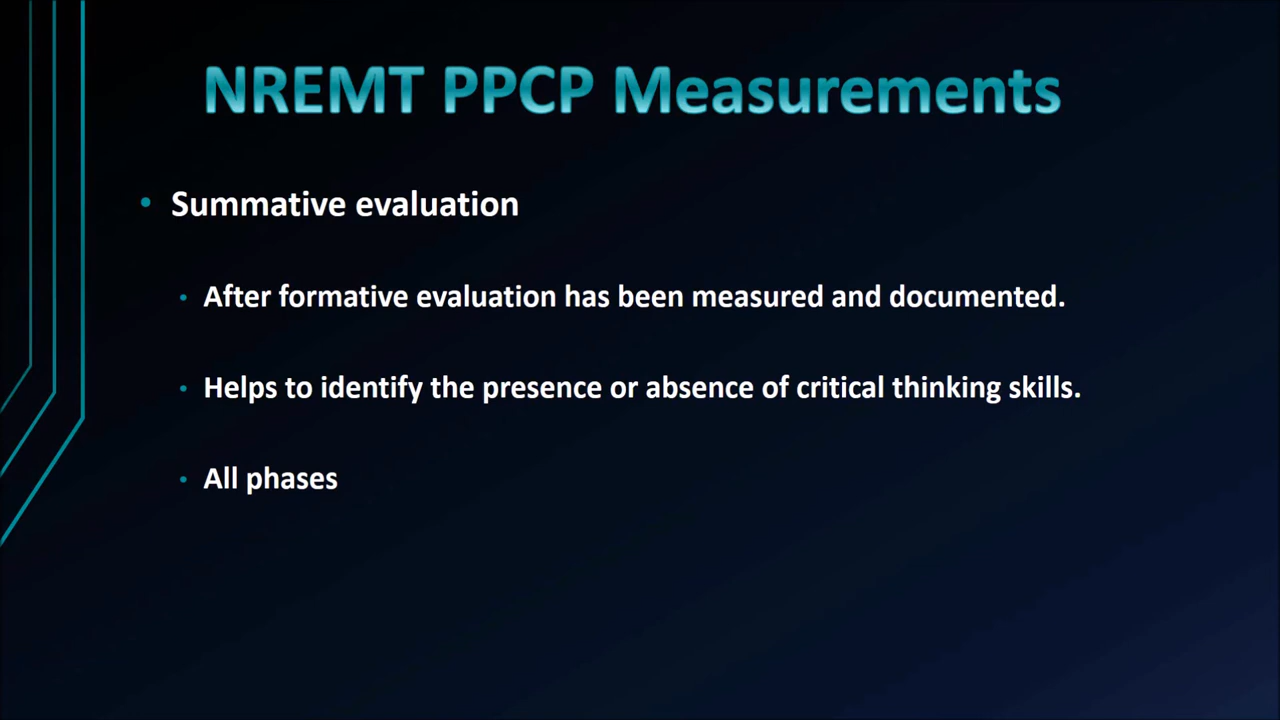 NREMT PPCP Measurements
• Summative evaluation
• After formative evaluation has been measured and documented.
• Helps to identify the presence or absence of critical thinking skills.
• All phases